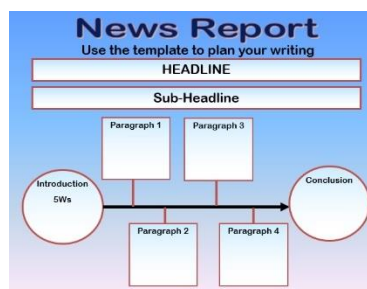 News Report
Use the template to plan your writing
HEADLINE
Sub-Headline
Paragraph 1
Paragraph 3
Introduction
5Ws
Conclusion
Paragraph 2
Paragraph 4